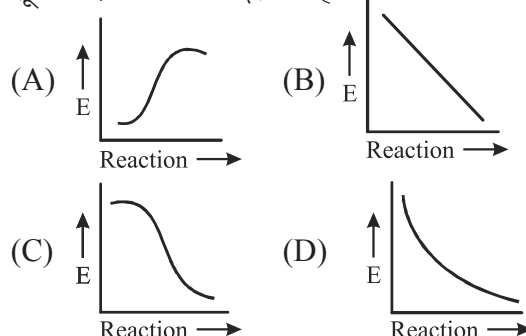 (A) E Reaction
(B) E Reaction
(C) E Reaction
(D) E Reaction